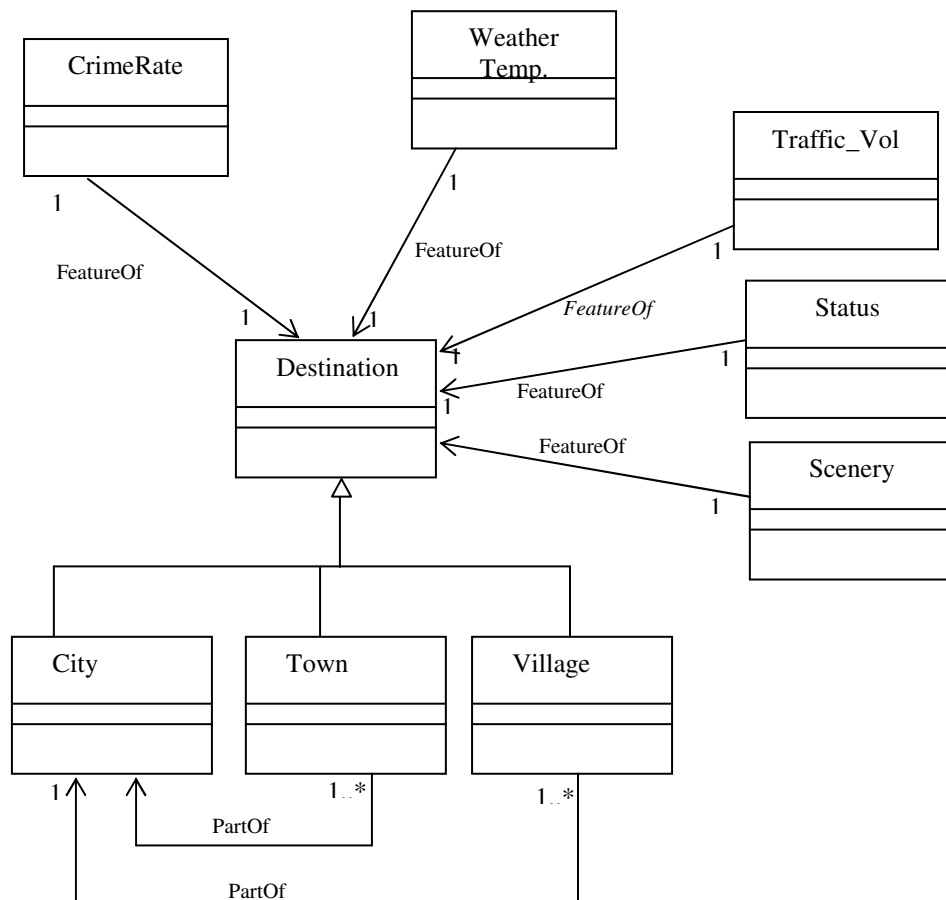 Weather
Temp.
CrimeRate
Traffic_Vol
1
1
1
FeatureOf
FeatureOf
Status
FeatureOf
1
1
1
1
Destination
FeatureOf
1
FeatureOf
Scenery
1
City
Town
Village
1
1..*
1..*
PartOf
PartOf